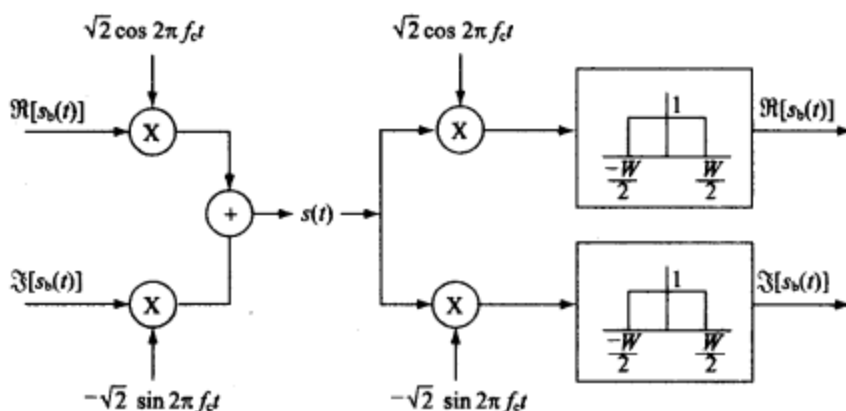 √2 cos 2π f_c t
√2 cos 2π f_c t
ℜ[s_b(t)]
X
X
1
−W/2
W/2
ℜ[s_b(t)]
+
s(t)
ℑ[s_b(t)]
X
X
1
−W/2
W/2
ℑ[s_b(t)]
−√2 sin 2π f_c t
−√2 sin 2π f_c t